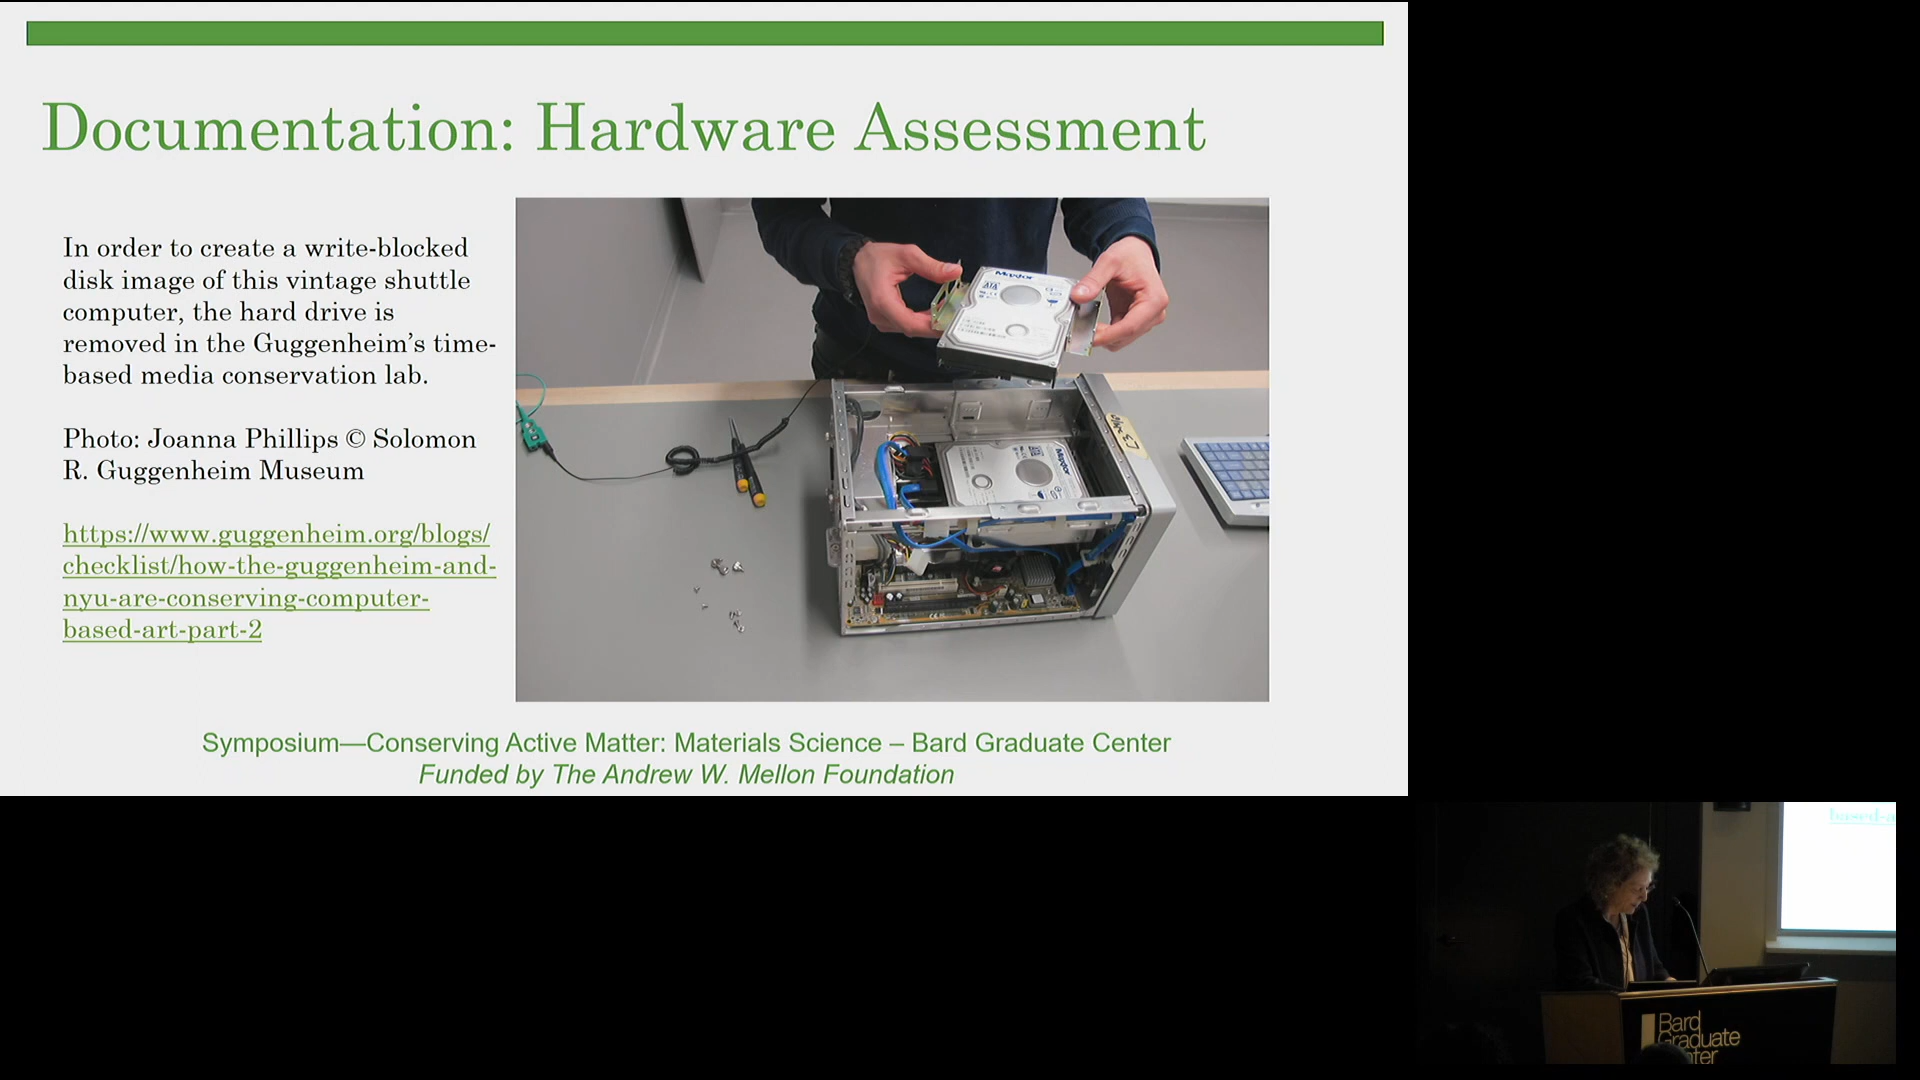 Documentation: Hardware Assessment
In order to create a write-blocked
disk image of this vintage shuttle
computer, the hard drive is
removed in the Guggenheim’s time-
based media conservation lab.
Photo: Joanna Phillips © Solomon
R. Guggenheim Museum
https://www.guggenheim.org/blogs/
checklist/how-the-guggenheim-and-
nyu-are-conserving-computer-
based-art-part-2
Maxtor
SATA
Maxtor
SATA
Symposium—Conserving Active Matter: Materials Science – Bard Graduate Center
Funded by The Andrew W. Mellon Foundation
Bard
Graduate